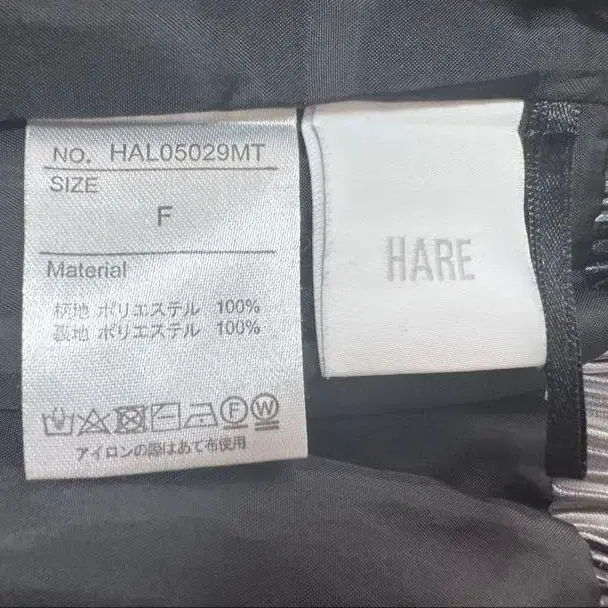 NO. HAL05029MT
SIZE
F
Material
柄地 ポリエステル 100%
裏地 ポリエステル 100%
F W
アイロンの際はあて布使用
HARE